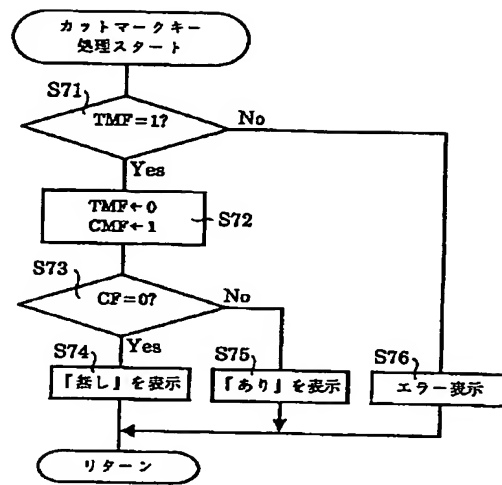 カットマークキー
処理スタート
S71
TMF=1?
No
Yes
TMF←0
CMF←1
S72
S73
CF=0?
No
Yes
S74
『無し』を表示
S75
『あり』を表示
S76
エラー表示
リターン